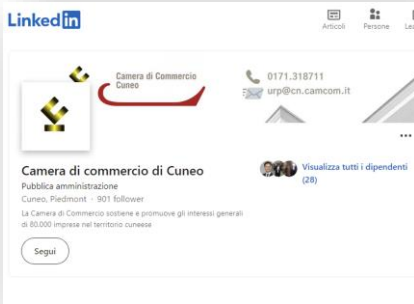 Linked in
Articoli
Persone
Camera di Commercio
Cuneo
0171.318711
urp@cn.camcom.it
Camera di commercio di Cuneo
Pubblica amministrazione
Cuneo, Piedmont · 901 follower
La Camera di Commercio sostiene e promuove gli interessi generali
di 80.000 imprese nel territorio cuneese
Segui
Visualizza tutti i dipendenti
(28)